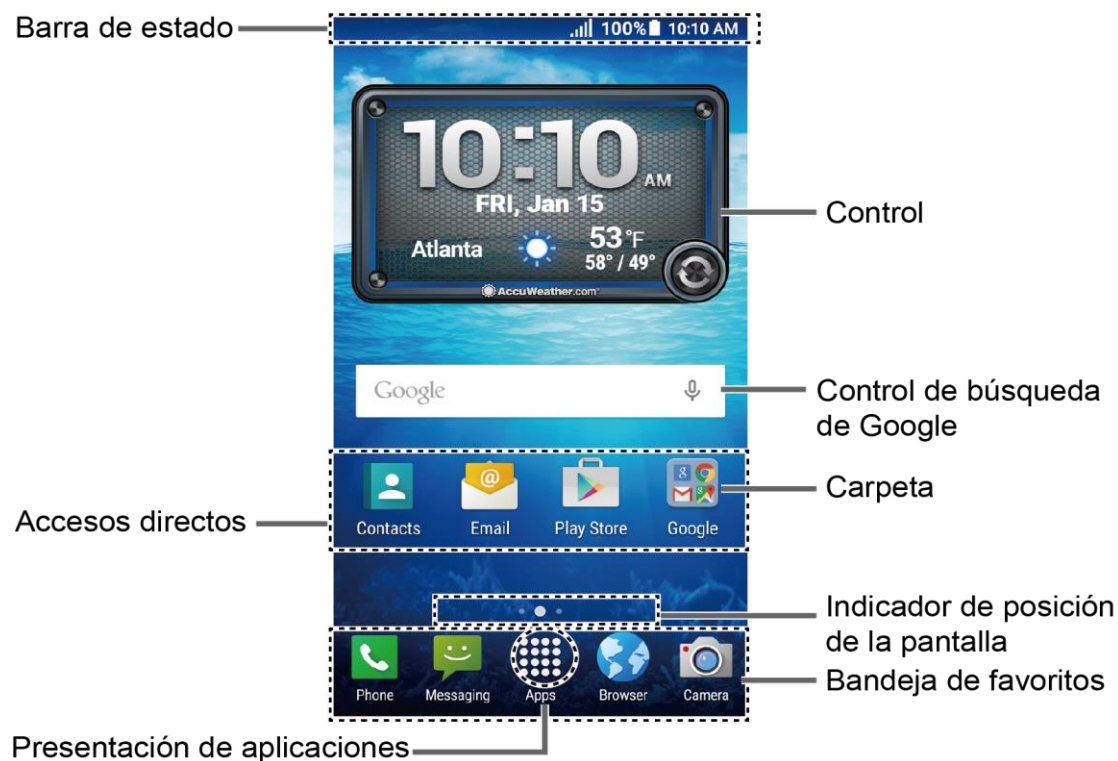 Barra de estado
100% 10:10 AM
10:10 AM
FRI, Jan 15
Atlanta
53°F
58° / 49°
AccuWeather.com
Control
Google
Control de búsqueda
de Google
Contacts Email Play Store Google
Carpeta
Accesos directos
Indicador de posición
de la pantalla
Phone Messaging Apps Browser Camera
Bandeja de favoritos
Presentación de aplicaciones